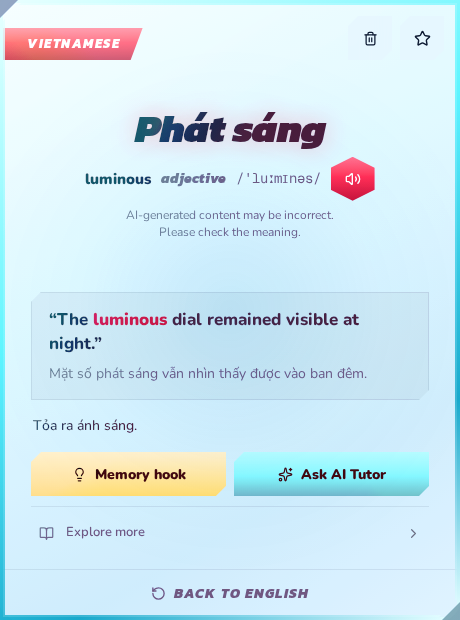 VIETNAMESE
Phát sáng
luminous adjective /ˈluːmɪnəs/
AI-generated content may be incorrect.
Please check the meaning.
“The luminous dial remained visible at
night.”
Mặt số phát sáng vẫn nhìn thấy được vào ban đêm.
Tỏa ra ánh sáng.
Memory hook
Ask AI Tutor
Explore more
BACK TO ENGLISH